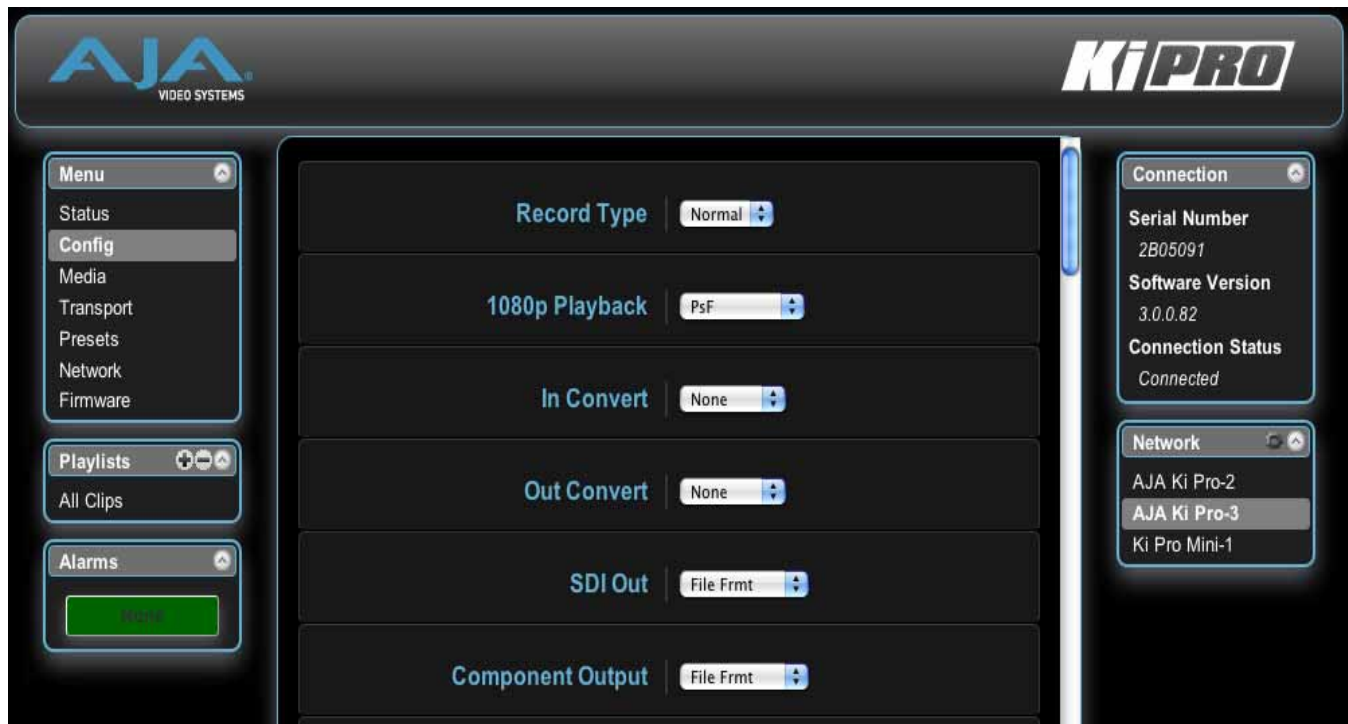 AJA
VIDEO SYSTEMS
Ki PRO
Menu
Status
Config
Media
Transport
Presets
Network
Firmware
Playlists
All Clips
Alarms
None
Record Type Normal
1080p Playback PsF
In Convert None
Out Convert None
SDI Out File Frmt
Component Output File Frmt
Connection
Serial Number
2B05091
Software Version
3.0.0.82
Connection Status
Connected
Network
AJA Ki Pro-2
AJA Ki Pro-3
Ki Pro Mini-1